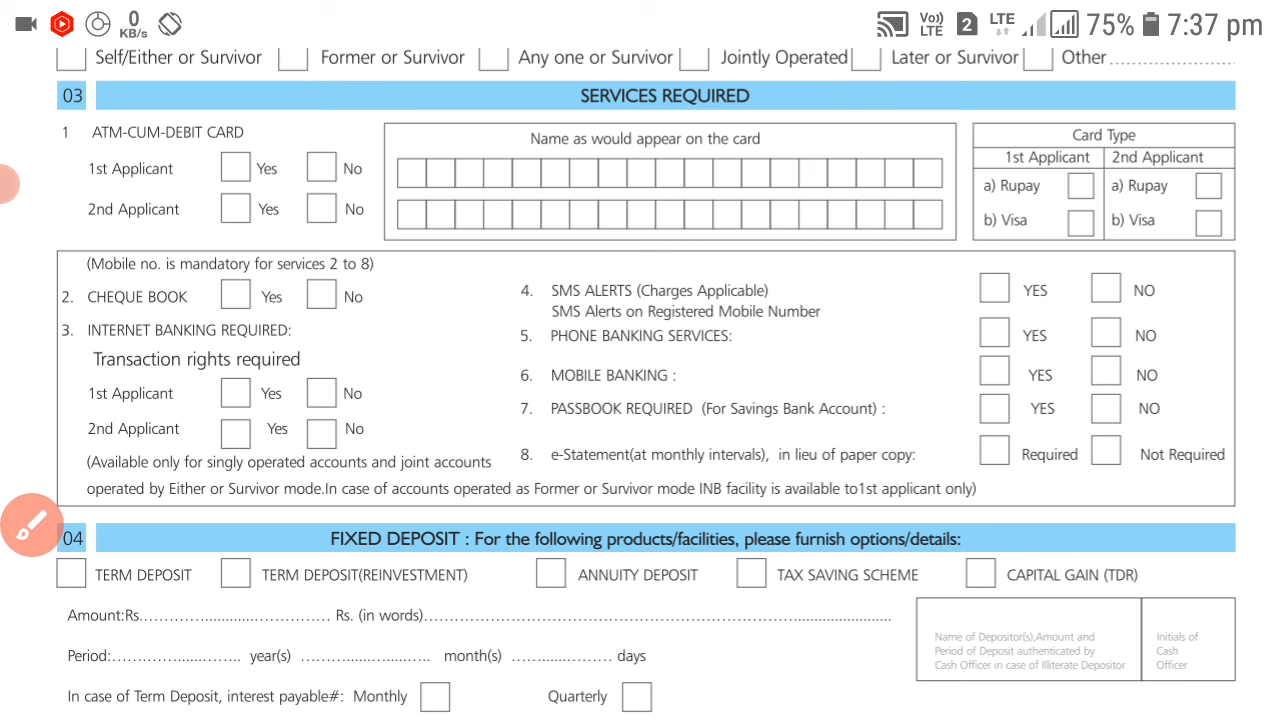 0 KB/s Vo)) LTE 2 LTE 75% 7:37 pm
Self/Either or Survivor Former or Survivor Any one or Survivor Jointly Operated Later or Survivor Other ..............................
03 SERVICES REQUIRED
1 ATM-CUM-DEBIT CARD
1st Applicant Yes No
2nd Applicant Yes No
Name as would appear on the card
Card Type
1st Applicant 2nd Applicant
a) Rupay a) Rupay
b) Visa b) Visa
(Mobile no. is mandatory for services 2 to 8)
2. CHEQUE BOOK Yes No
3. INTERNET BANKING REQUIRED:
Transaction rights required
1st Applicant Yes No
2nd Applicant Yes No
(Available only for singly operated accounts and joint accounts
operated by Either or Survivor mode.In case of accounts operated as Former or Survivor mode INB facility is available to1st applicant only)
4. SMS ALERTS (Charges Applicable) YES NO
SMS Alerts on Registered Mobile Number
5. PHONE BANKING SERVICES: YES NO
6. MOBILE BANKING : YES NO
7. PASSBOOK REQUIRED (For Savings Bank Account) : YES NO
8. e-Statement(at monthly intervals), in lieu of paper copy: Required Not Required
04 FIXED DEPOSIT : For the following products/facilities, please furnish options/details:
TERM DEPOSIT TERM DEPOSIT(REINVESTMENT) ANNUITY DEPOSIT TAX SAVING SCHEME CAPITAL GAIN (TDR)
Amount:Rs...................................... Rs. (in words)..........................................................................................
Period:......................... year(s) ......................... month(s) ................... days
In case of Term Deposit, interest payable#: Monthly Quarterly
Name of Depositor(s),Amount and
Period of Deposit authenticated by
Cash Officer in case of Illiterate Depositor
Initials of
Cash
Officer